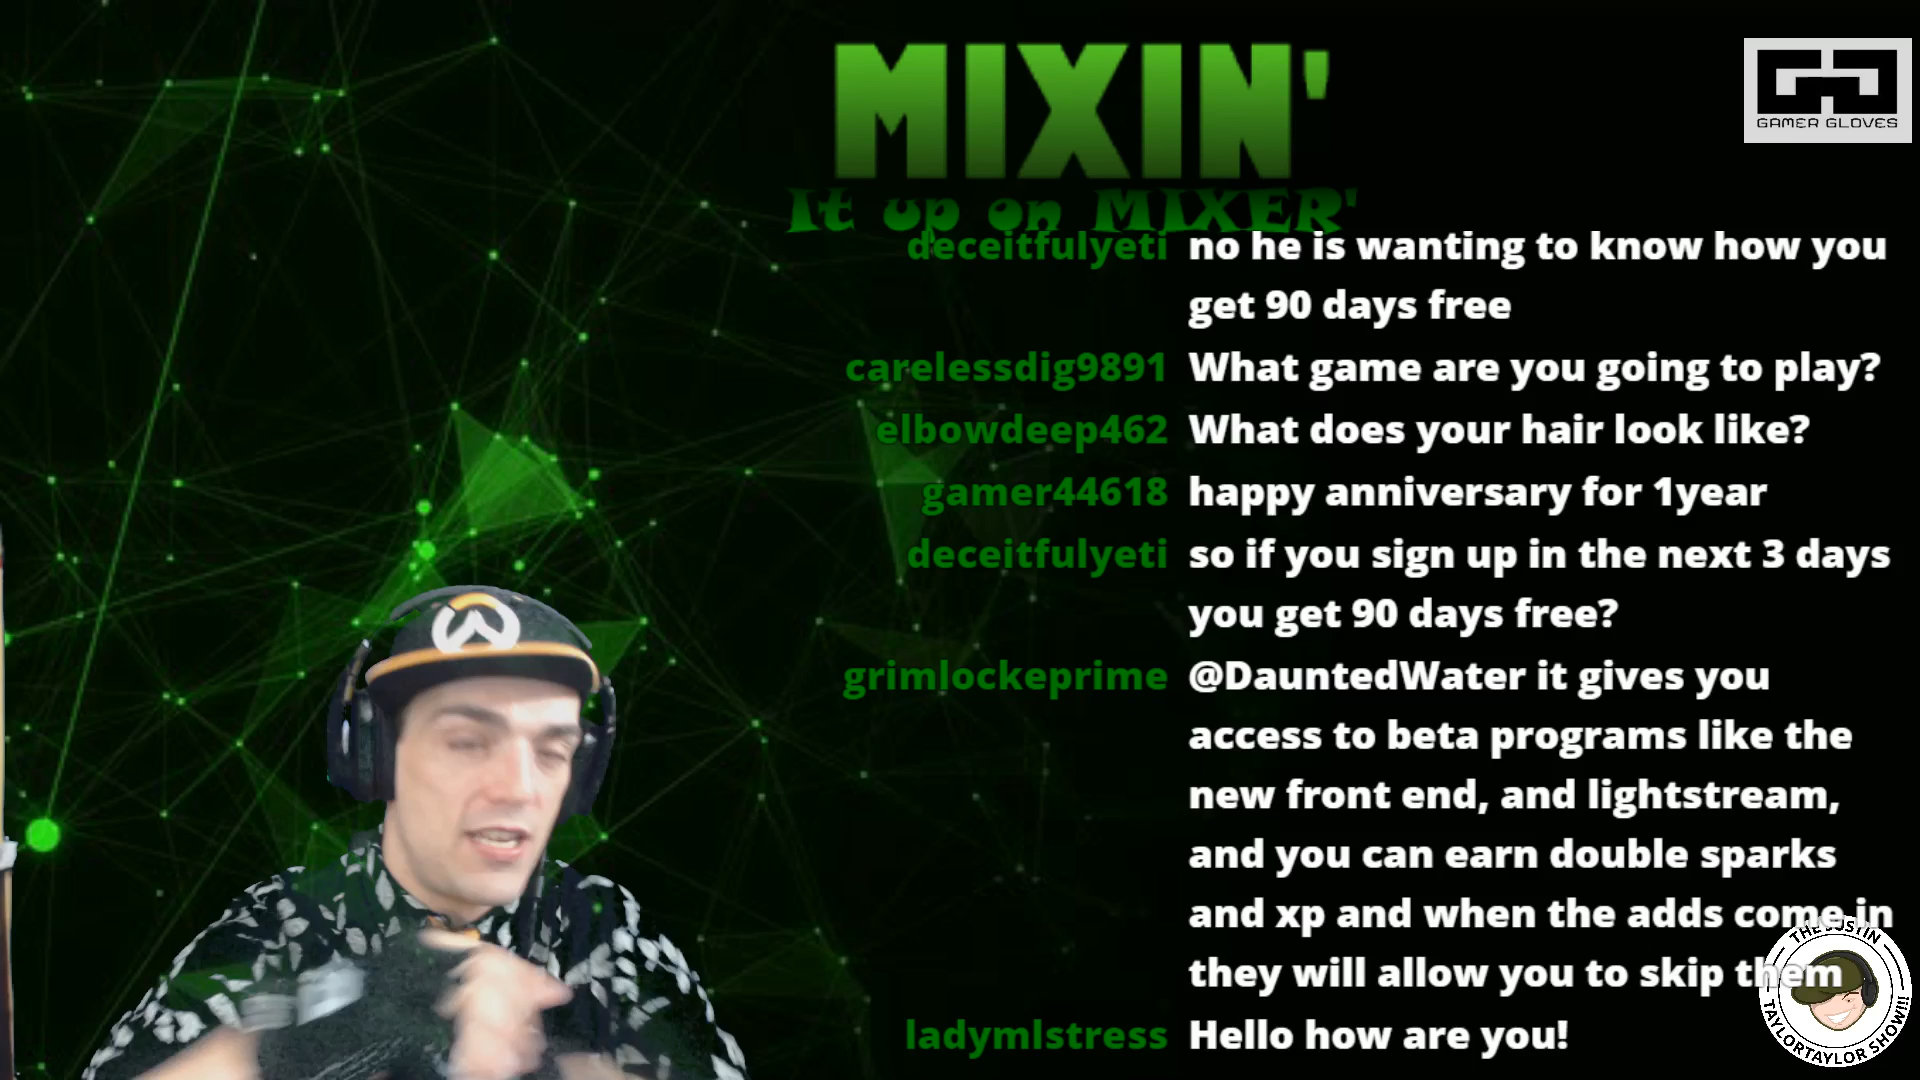 MIXIN'
It up on MIXER'
GAMER GLOVES
deceitfulyeti no he is wanting to know how you
get 90 days free
carelessdig9891 What game are you going to play?
elbowdeep462 What does your hair look like?
gamer44618 happy anniversary for 1year
deceitfulyeti so if you sign up in the next 3 days
you get 90 days free?
grimlockeprime @DauntedWater it gives you
access to beta programs like the
new front end, and lightstream,
and you can earn double sparks
and xp and when the adds come in
they will allow you to skip them
ladymlstress Hello how are you!
THE JUSTIN
TAYLORTAYLOR SHOW!!!